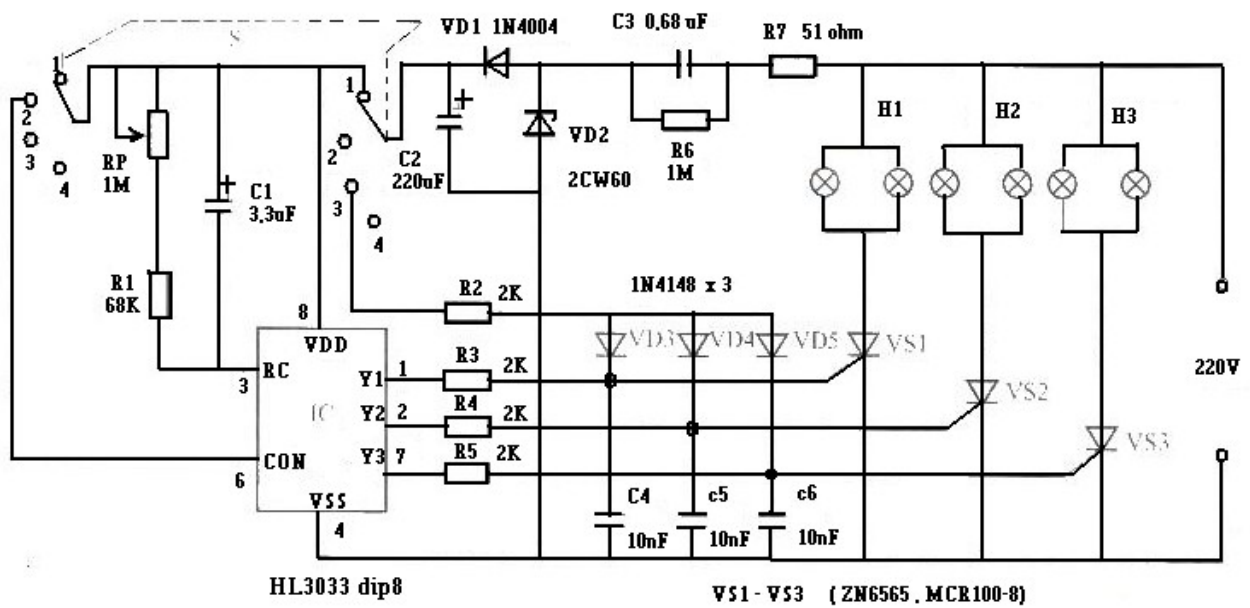 S
VD1 1N4004
C3 0,68 uF
R7 51 ohm
1
2
3
4
RP
1M
C1
3,3uF
1
2
3
4
C2
220uF
VD2
2CW60
R6
1M
H1
H2
H3
R1
68K
R2 2K
1N4148 x 3
VD3
VD4
VD5
VS1
VS2
VS3
220V
8
VDD
3
RC
IC
6
CON
VSS
4
Y1 1
Y2 2
Y3 7
R3 2K
R4 2K
R5 2K
C4
10nF
c5
10nF
c6
10nF
HL3033 dip8
VS1 - VS3 ( ZN6565 , MCR100-8)